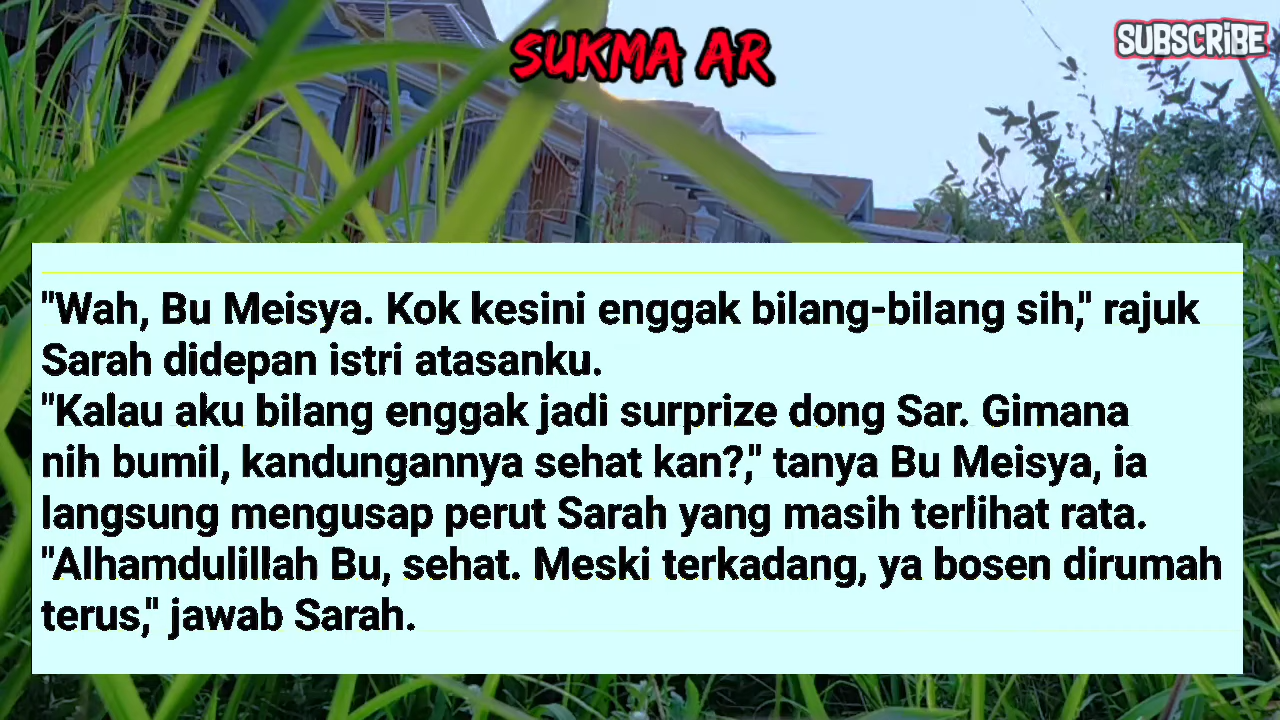 SUKMA AR
SUBSCRiBE
"Wah, Bu Meisya. Kok kesini enggak bilang-bilang sih," rajuk
Sarah didepan istri atasanku.
"Kalau aku bilang enggak jadi surprize dong Sar. Gimana
nih bumil, kandungannya sehat kan?," tanya Bu Meisya, ia
langsung mengusap perut Sarah yang masih terlihat rata.
"Alhamdulillah Bu, sehat. Meski terkadang, ya bosen dirumah
terus," jawab Sarah.